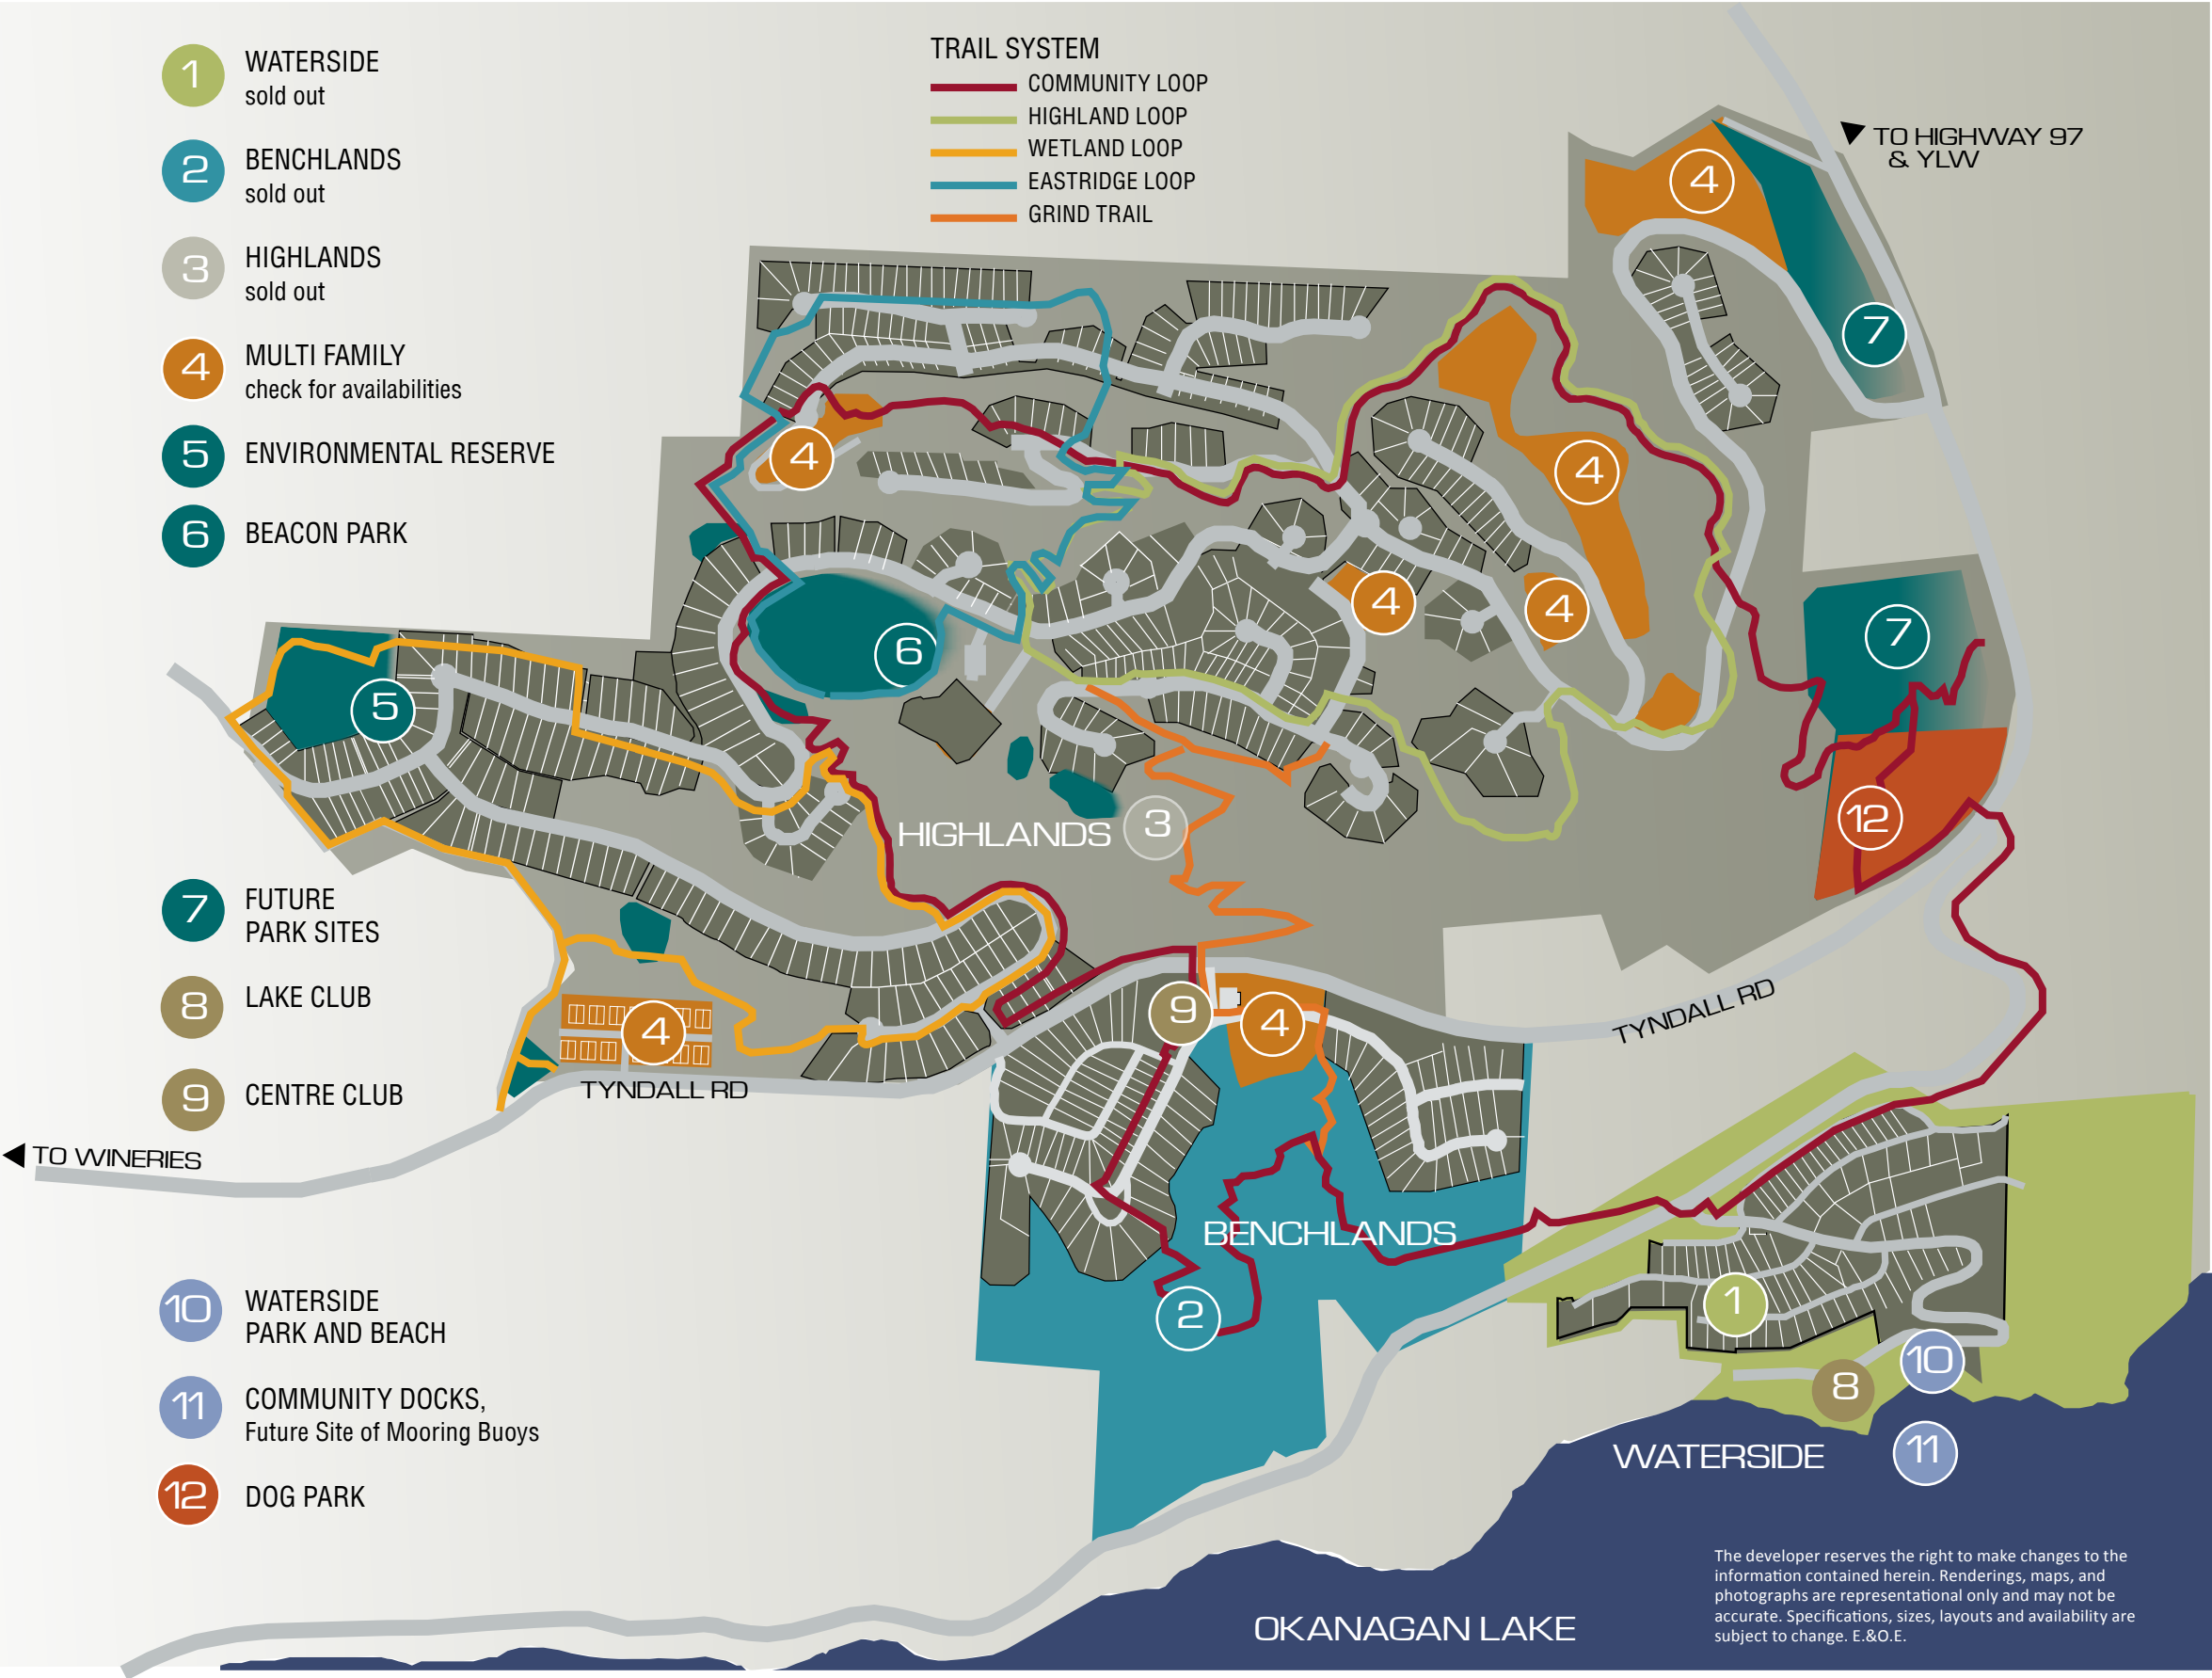 1
WATERSIDE
sold out
2
BENCHLANDS
sold out
3
HIGHLANDS
sold out
4
MULTI FAMILY
check for availabilities
5
ENVIRONMENTAL RESERVE
6
BEACON PARK
7
FUTURE
PARK SITES
8
LAKE CLUB
9
CENTRE CLUB
10
WATERSIDE
PARK AND BEACH
11
COMMUNITY DOCKS,
Future Site of Mooring Buoys
12
DOG PARK
TRAIL SYSTEM
COMMUNITY LOOP
HIGHLAND LOOP
WETLAND LOOP
EASTRIDGE LOOP
GRIND TRAIL
TO HIGHWAY 97
& YLW
4
7
4
4
4
4
7
6
5
12
HIGHLANDS 3
9
4
4
TYNDALL RD
TYNDALL RD
TO WINERIES
BENCHLANDS
2
1
10
8
WATERSIDE
11
OKANAGAN LAKE
The developer reserves the right to make changes to the
information contained herein. Renderings, maps, and
photographs are representational only and may not be
accurate. Specifications, sizes, layouts and availability are
subject to change. E.&O.E.